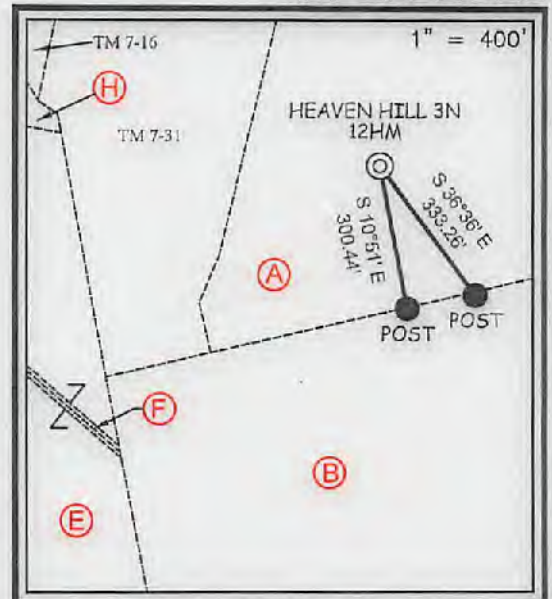 TM 7-16
1" = 400'
H
HEAVEN HILL 3N
12HM
TM 7-31
S 10°51' E
300.44'
S 36°36' E
333.26'
A
POST
POST
F
B
E